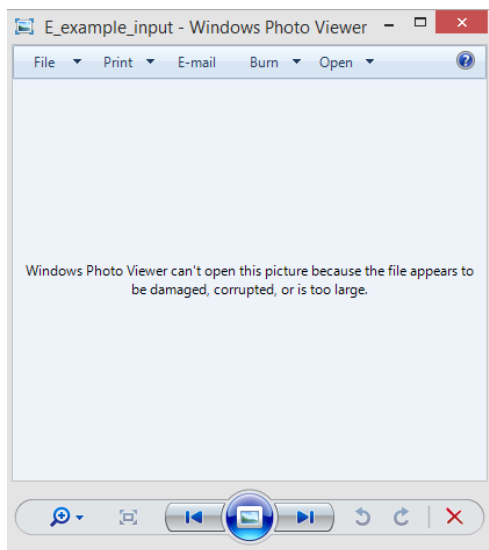 E_example_input - Windows Photo Viewer
File Print E-mail Burn Open
Windows Photo Viewer can't open this picture because the file appears to
be damaged, corrupted, or is too large.